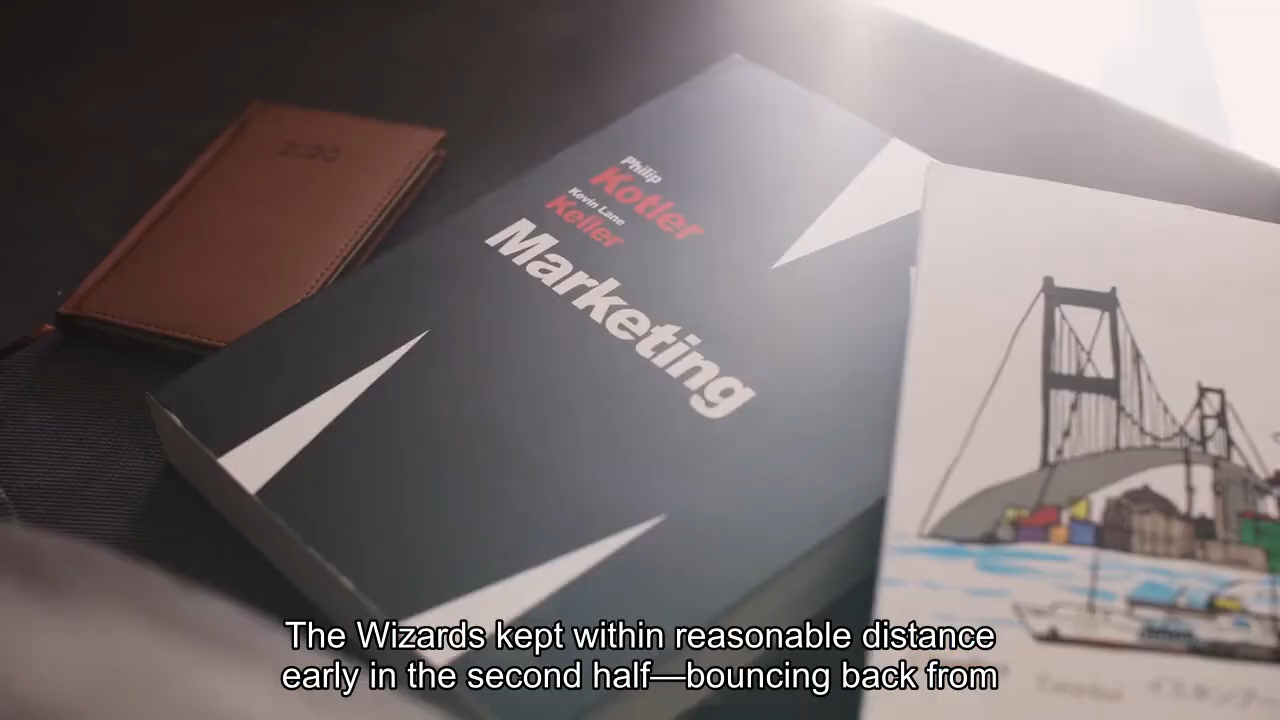 2020
Philip
Kotler
Kevin Lane
Keller
Marketing
The Wizards kept within reasonable distance
early in the second half—bouncing back from